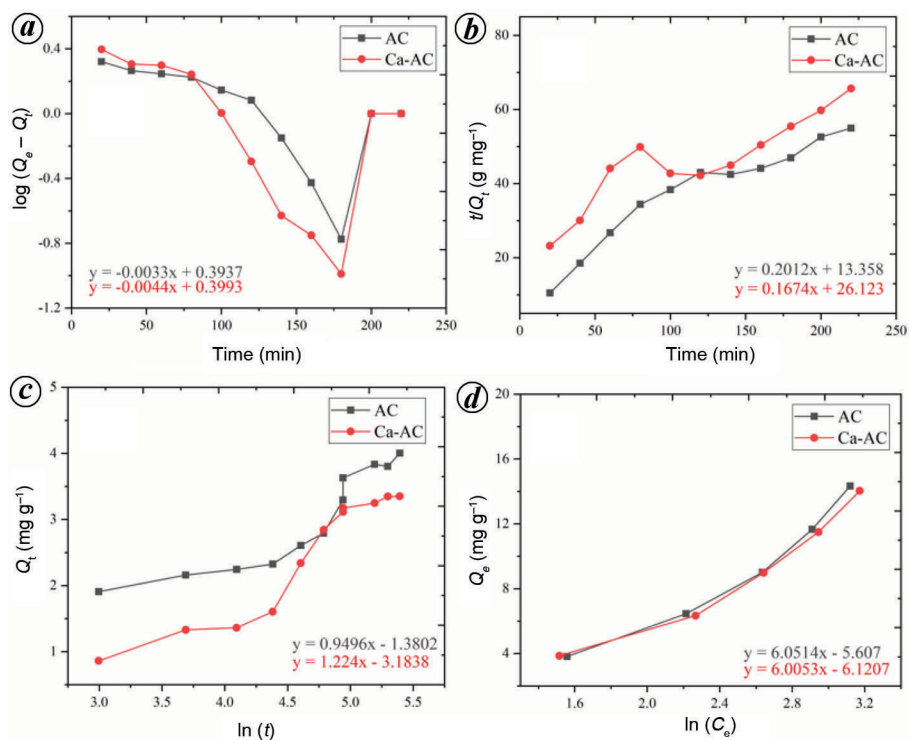 a
AC
Ca-AC
0.4
0.0
-0.4
-0.8
-1.2
log (Qe – Qt)
y = -0.0033x + 0.3937
y = -0.0044x + 0.3993
0
50
100
150
200
250
Time (min)
b
AC
Ca-AC
80
60
40
20
t/Qt (g mg⁻¹)
y = 0.2012x + 13.358
y = 0.1674x + 26.123
0
50
100
150
200
250
Time (min)
c
AC
Ca-AC
5
4
3
2
1
Qt (mg g⁻¹)
y = 0.9496x - 1.3802
y = 1.224x - 3.1838
3.0
3.5
4.0
4.5
5.0
5.5
ln (t)
d
AC
Ca-AC
20
16
12
8
4
Qe (mg g⁻¹)
y = 6.0514x - 5.607
y = 6.0053x - 6.1207
1.6
2.0
2.4
2.8
3.2
ln (Ce)